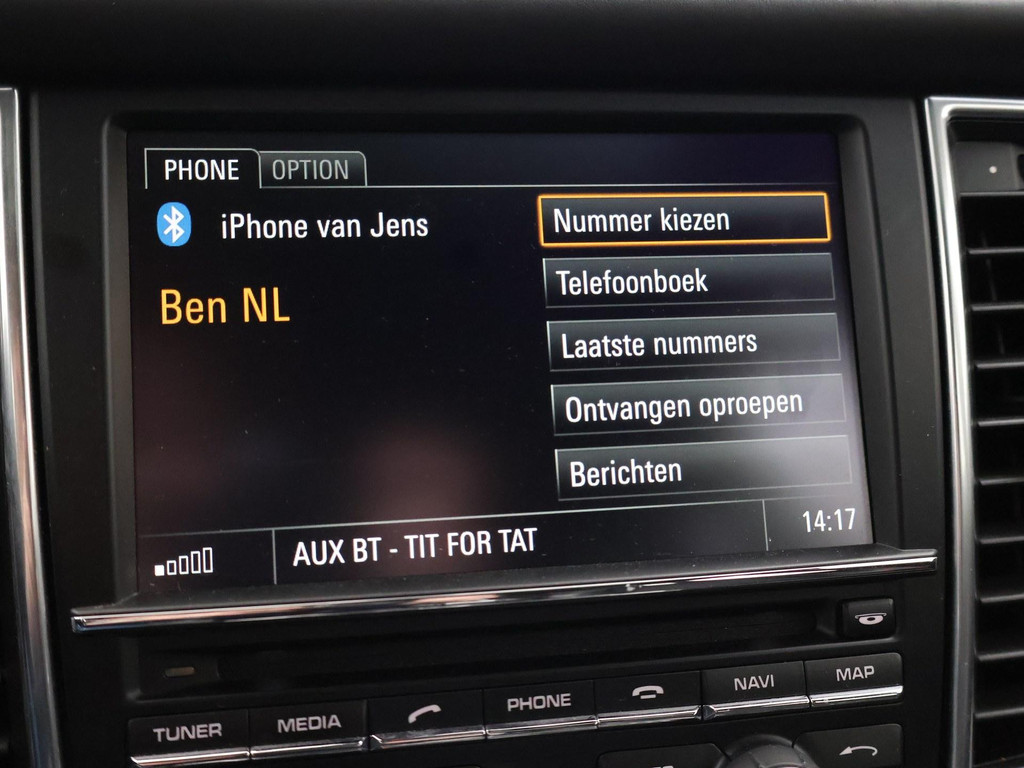 PHONE OPTION
iPhone van Jens
Ben NL
Nummer kiezen
Telefoonboek
Laatste nummers
Ontvangen oproepen
Berichten
AUX BT - TIT FOR TAT
14:17
TUNER MEDIA PHONE NAVI MAP